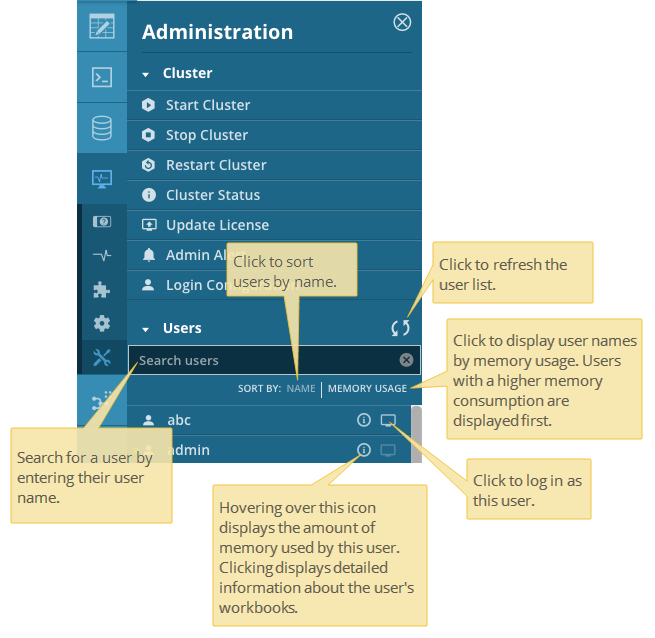 Administration
Cluster
Start Cluster
Stop Cluster
Restart Cluster
Cluster Status
Update License
Admin Al
Login Co
Click to sort
users by name.
Click to refresh the
user list.
Users
Search users
SORT BY: NAME | MEMORY USAGE
Click to display user names
by memory usage. Users
with a higher memory
consumption are
displayed first.
abc
admin
Search for a user by
entering their user
name.
Click to log in as
this user.
Hovering over this icon
displays the amount of
memory used by this user.
Clicking displays detailed
information about the user's
workbooks.